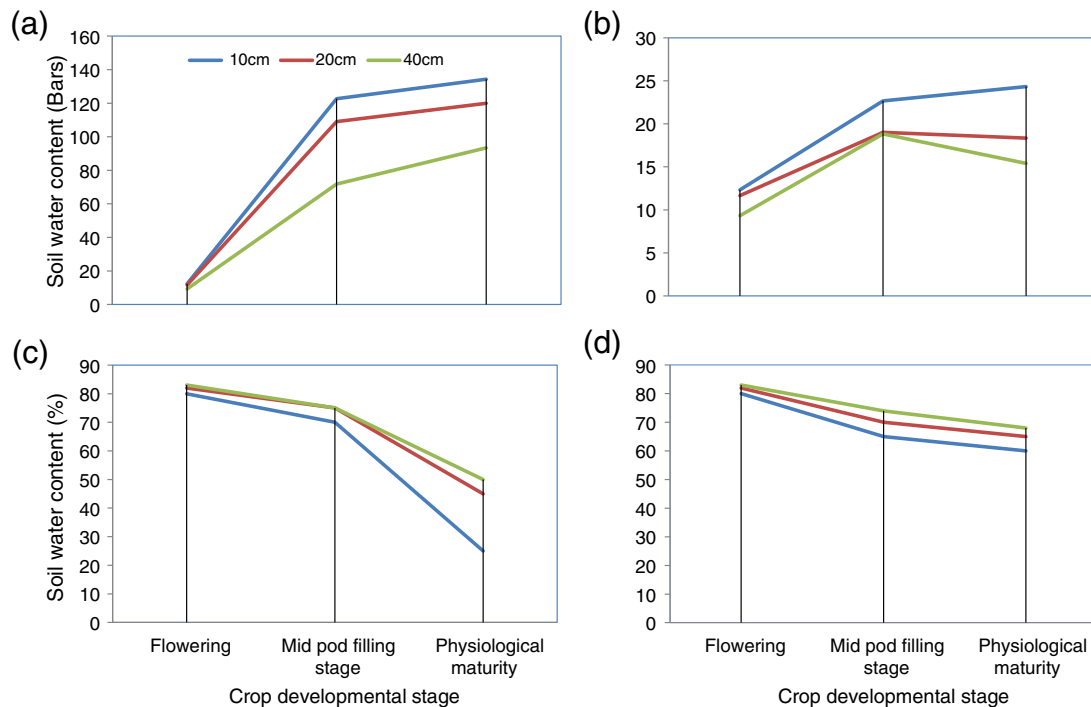 (a)
Soil water content (Bars)
160
140
120
100
80
60
40
20
0
10cm 20cm 40cm
(b)
30
25
20
15
10
5
0
(c)
Soil water content (%)
90
80
70
60
50
40
30
20
10
0
Flowering Mid pod filling Physiological
stage maturity
Crop developmental stage
(d)
90
80
70
60
50
40
30
20
10
0
Flowering Mid pod filling Physiological
stage maturity
Crop developmental stage